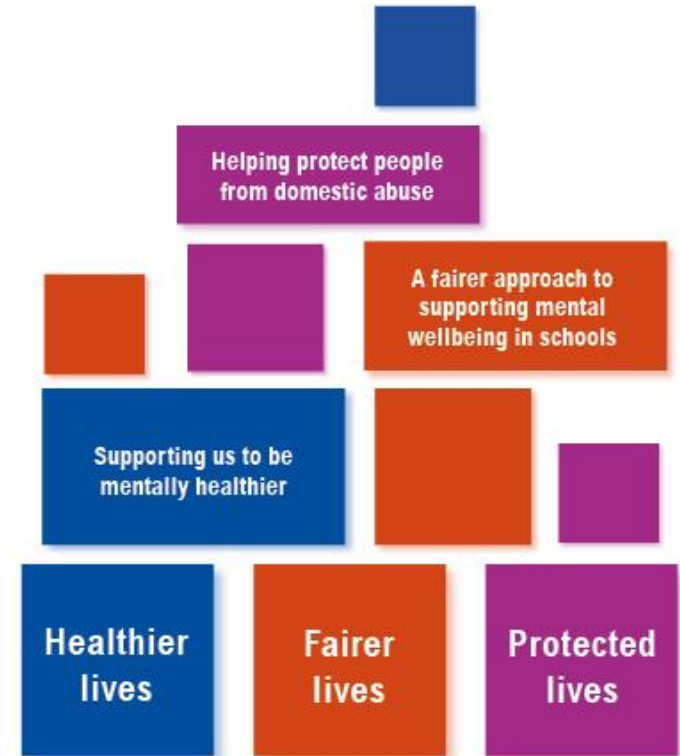 Helping protect people
from domestic abuse
A fairer approach to
supporting mental
wellbeing in schools
Supporting us to be
mentally healthier
Healthier
lives
Fairer
lives
Protected
lives